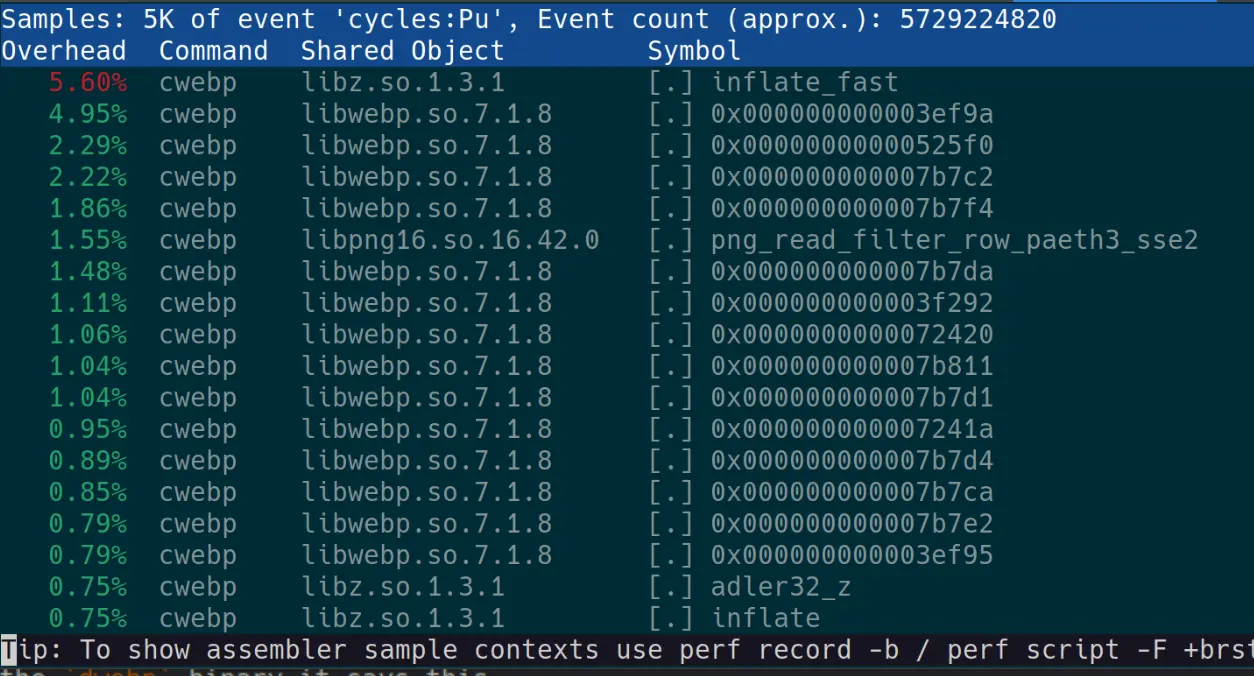 Samples: 5K of event 'cycles:Pu', Event count (approx.): 5729224820
Overhead  Command  Shared Object         Symbol
5.60%  cwebp    libz.so.1.3.1         [.] inflate_fast
4.95%  cwebp    libwebp.so.7.1.8      [.] 0x000000000003ef9a
2.29%  cwebp    libwebp.so.7.1.8      [.] 0x00000000000525f0
2.22%  cwebp    libwebp.so.7.1.8      [.] 0x000000000007b7c2
1.86%  cwebp    libwebp.so.7.1.8      [.] 0x000000000007b7f4
1.55%  cwebp    libpng16.so.16.42.0   [.] png_read_filter_row_paeth3_sse2
1.48%  cwebp    libwebp.so.7.1.8      [.] 0x000000000007b7da
1.11%  cwebp    libwebp.so.7.1.8      [.] 0x000000000003f292
1.06%  cwebp    libwebp.so.7.1.8      [.] 0x0000000000072420
1.04%  cwebp    libwebp.so.7.1.8      [.] 0x000000000007b811
1.04%  cwebp    libwebp.so.7.1.8      [.] 0x000000000007b7d1
0.95%  cwebp    libwebp.so.7.1.8      [.] 0x000000000007241a
0.89%  cwebp    libwebp.so.7.1.8      [.] 0x000000000007b7d4
0.85%  cwebp    libwebp.so.7.1.8      [.] 0x000000000007b7ca
0.79%  cwebp    libwebp.so.7.1.8      [.] 0x000000000007b7e2
0.79%  cwebp    libwebp.so.7.1.8      [.] 0x000000000003ef95
0.75%  cwebp    libz.so.1.3.1         [.] adler32_z
0.75%  cwebp    libz.so.1.3.1         [.] inflate
Tip: To show assembler sample contexts use perf record -b / perf script -F +brst
the `dwebp` binary it says this